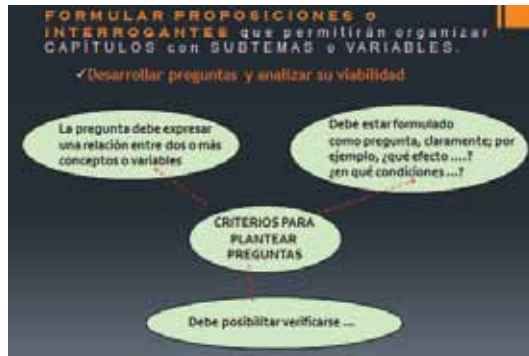 FORMULAR PROPOSICIONES o
INTERROGANTES que permitirán organizar
CAPÍTULOS con SUBTEMAS o VARIABLES.
✓Desarrollar preguntas y analizar su viabilidad
La pregunta debe expresar
una relación entre dos o más
conceptos o variables
Debe estar formulado
como pregunta, claramente; por
ejemplo, ¿qué efecto ....?
¿en qué condiciones ...?
CRITERIOS PARA
PLANTEAR
PREGUNTAS
Debe posibilitar verificarse ...